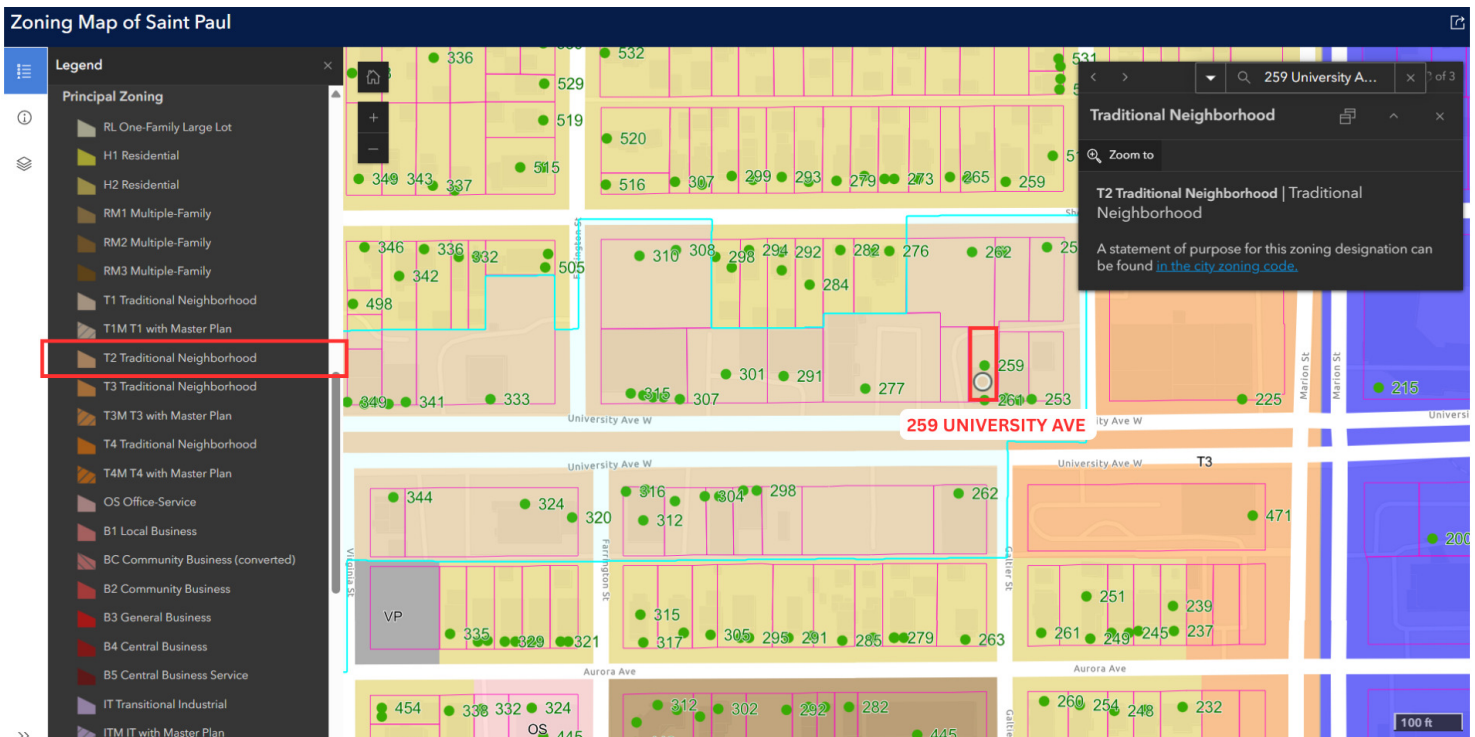 Zoning Map of Saint Paul
Legend
Principal Zoning
RL One-Family Large Lot
H1 Residential
H2 Residential
RM1 Multiple-Family
RM2 Multiple-Family
RM3 Multiple-Family
T1 Traditional Neighborhood
T1M T1 with Master Plan
T2 Traditional Neighborhood
T3 Traditional Neighborhood
T3M T3 with Master Plan
T4 Traditional Neighborhood
T4M T4 with Master Plan
OS Office-Service
B1 Local Business
BC Community Business (converted)
B2 Community Business
B3 General Business
B4 Central Business
B5 Central Business Service
IT Transitional Industrial
ITM IT with Master Plan
259 University A...
of 3
Traditional Neighborhood
Zoom to
T2 Traditional Neighborhood | Traditional
Neighborhood
A statement of purpose for this zoning designation can
be found in the city zoning code.
336
532
531
529
519
520
515
349 343 337
516 307 299 293 279 273 265 259
346 336 332
310 308 298 294 292 282 276 262
342
505
284
498
259
301 291 277
349 341 333 315 307 261 253 225
215
University Ave W
259 UNIVERSITY AVE
University Ave W
University Ave W
T3
Marion St
Marion St
344 324 320 316 304 298 262
312
471
200
Virginia St
Farrington St
Galtier St
VP
315
251 239
335 329 321 317 305 295 291 285 279 263 261 249 245 237
Aurora Ave
Aurora Ave
454 338 332 324 312 302 292 282 260 254 248 232
OS 445
445
100 ft